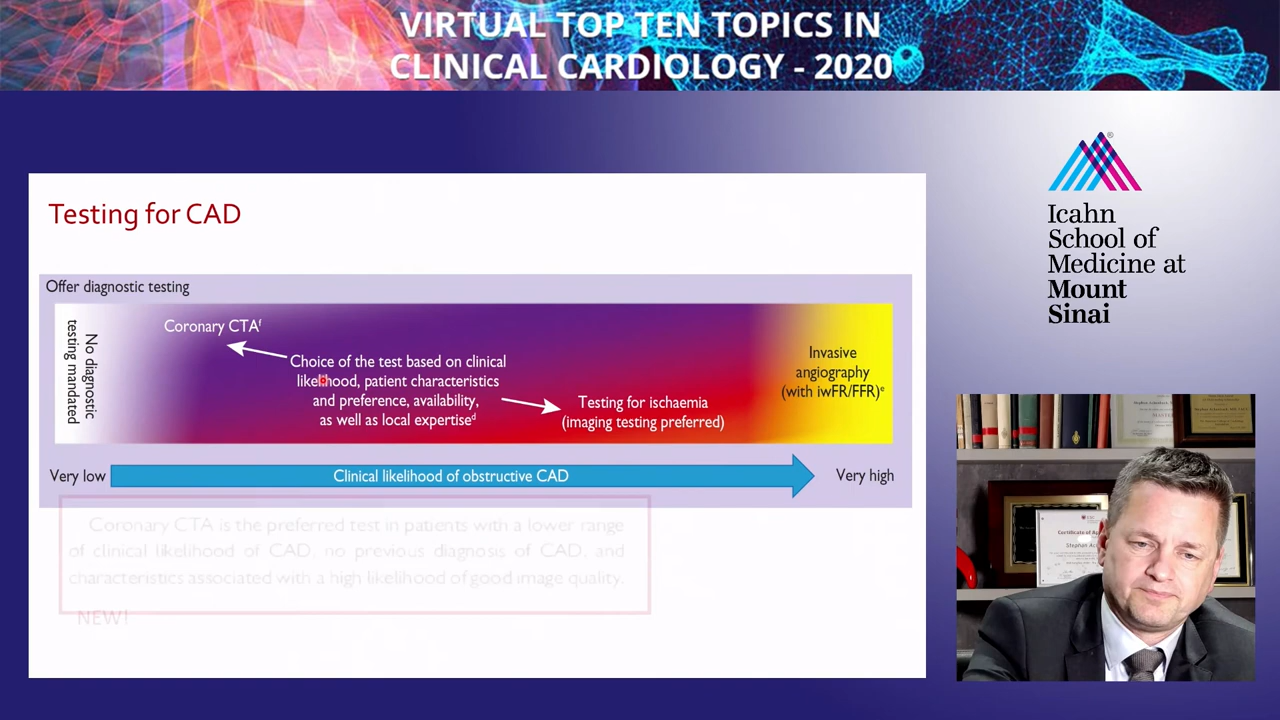 VIRTUAL TOP TEN TOPICS IN
CLINICAL CARDIOLOGY - 2020
Testing for CAD
Offer diagnostic testing
No diagnostic
testing mandated
Coronary CTAᶠ
Choice of the test based on clinical
likelihood, patient characteristics
and preference, availability,
as well as local expertiseᵈ
Testing for ischaemia
(imaging testing preferred)
Invasive
angiography
(with iwFR/FFR)ᵉ
Very low
Clinical likelihood of obstructive CAD
Very high
Coronary CTA is the preferred test in patients with a lower range
of clinical likelihood of CAD, no previous diagnosis of CAD, and
characteristics associated with a high likelihood of good image quality.
NEW!
®
Icahn
School of
Medicine at
Mount
Sinai